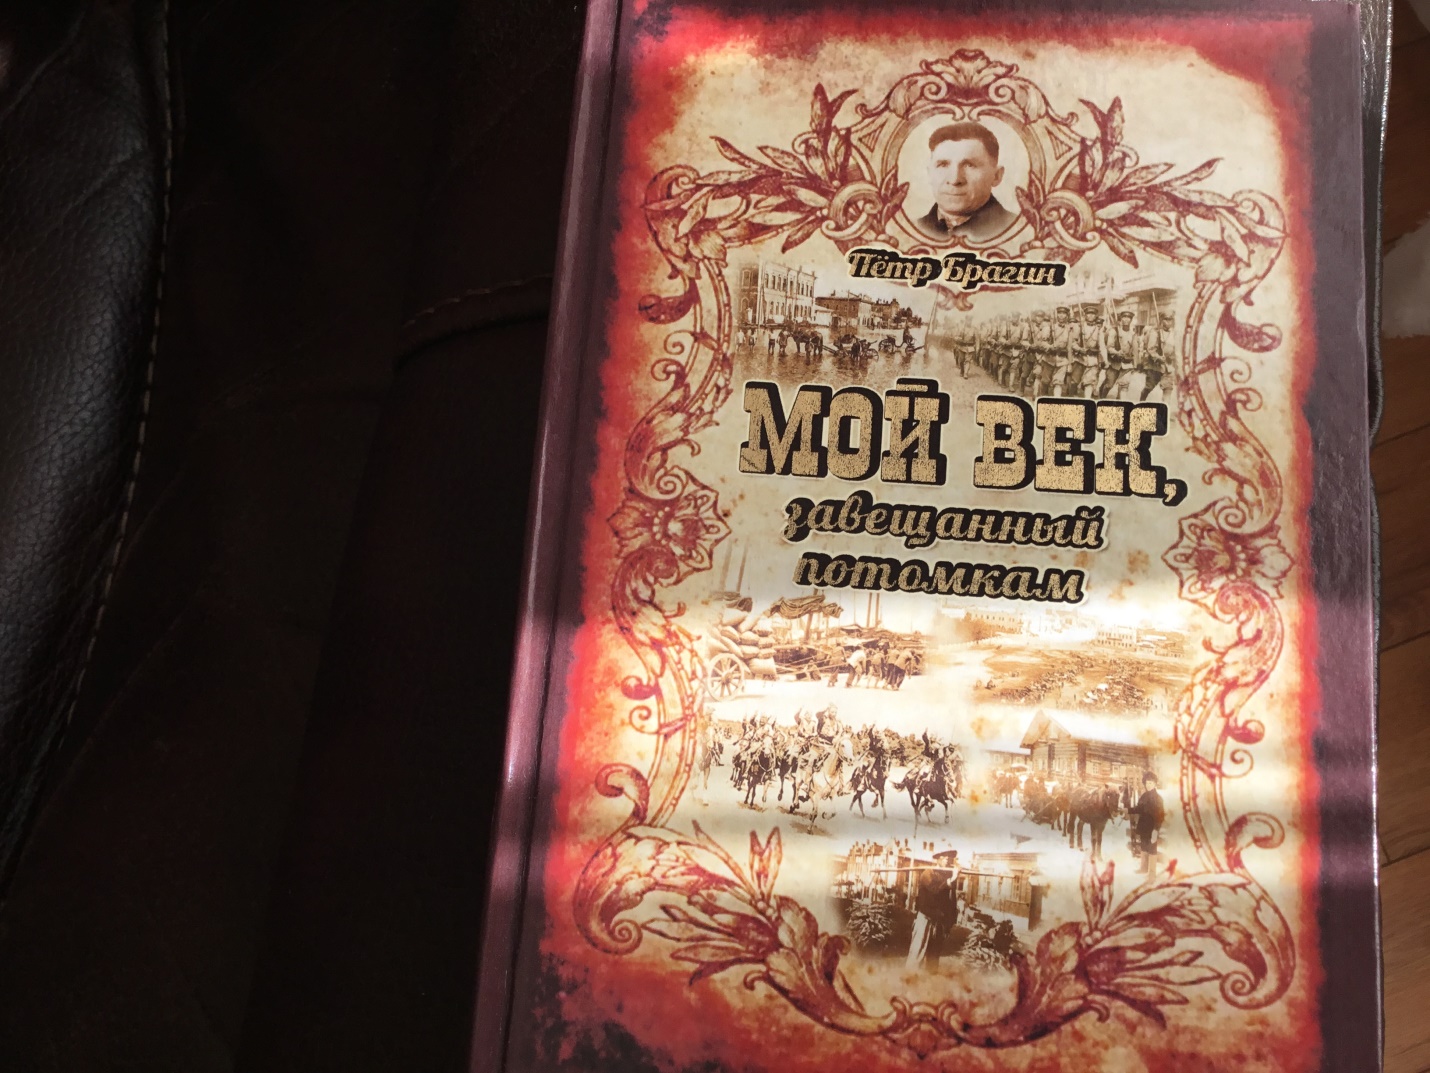 Пётр Брагин
МОЙ ВЕК,
завещанный
потомкам